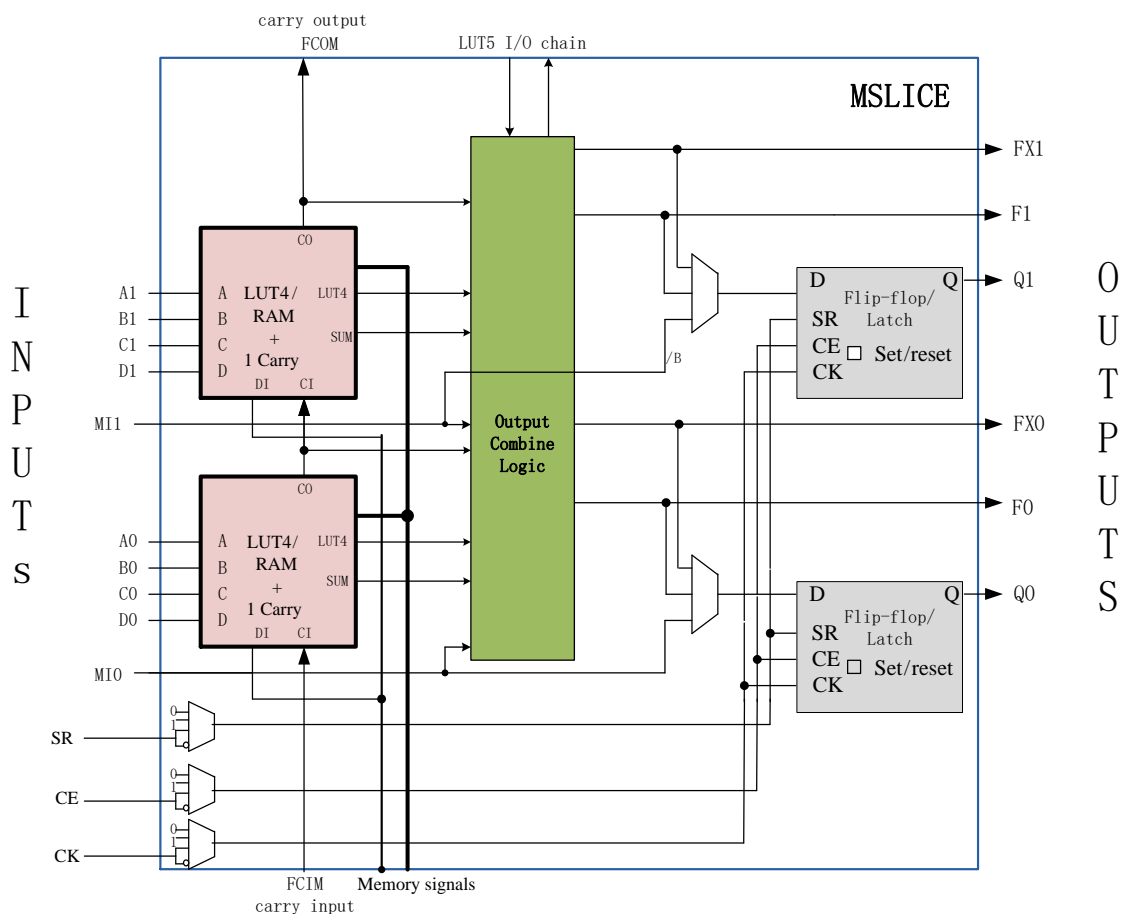 carry output
FCOM
LUT5 I/O chain
MSLICE
FX1
F1
CO
A1
B1
C1
D1
A
B
C
D
LUT4/
RAM
+
1 Carry
LUT4
SUM
DI
CI
/B
D
Q
Flip-flop/
Latch
SR
CE
Set/reset
CK
Q1
MI1
Output
Combine
Logic
FX0
F0
CO
A0
B0
C0
D0
A
B
C
D
LUT4/
RAM
+
1 Carry
LUT4
SUM
DI
CI
D
Q
Flip-flop/
Latch
SR
CE
Set/reset
CK
Q0
MI0
0
1
SR
0
1
CE
0
1
CK
FCIM
carry input
Memory signals
INPUTs
OUTPUTS